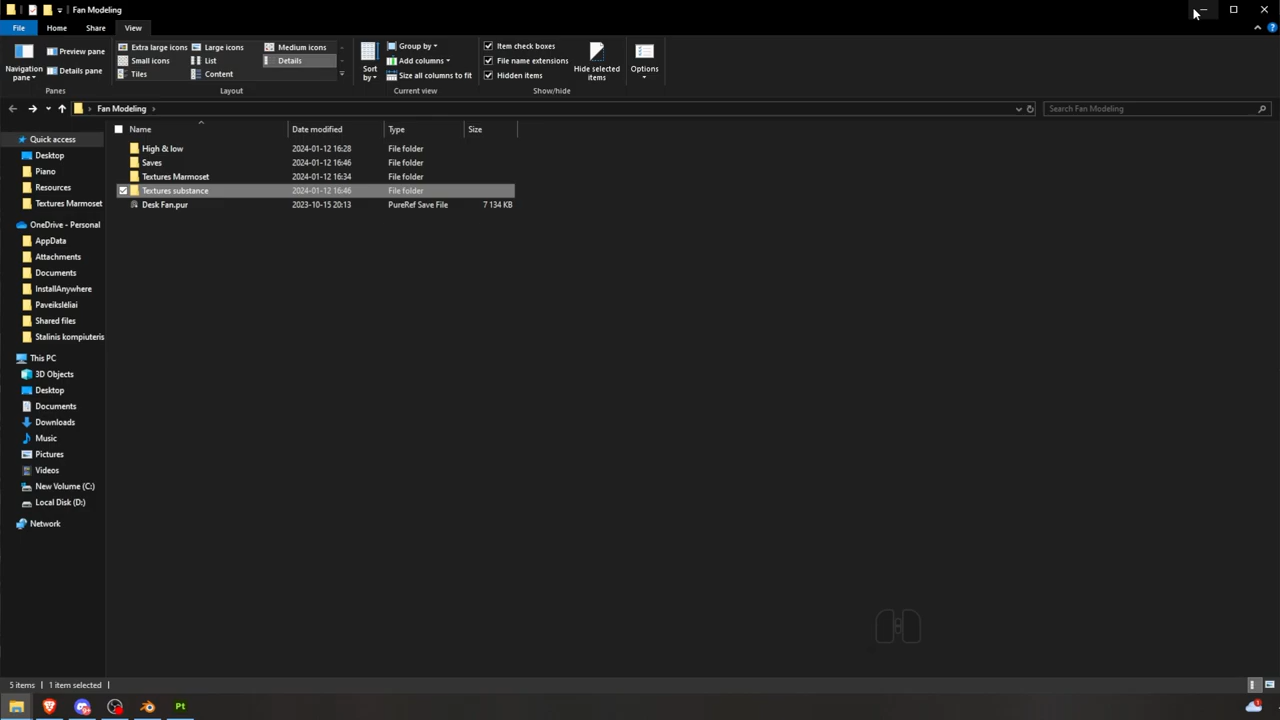 Fan Modeling
File Home Share View
Navigation pane
Preview pane
Details pane
Panes
Extra large icons Large icons Medium icons
Small icons List Details
Tiles Content
Layout
Sort by
Group by
Add columns
Size all columns to fit
Current view
Item check boxes
File name extensions
Hidden items
Hide selected items
Show/hide
Options
Fan Modeling
Search Fan Modeling
Name Date modified Type Size
High & low 2024-01-12 16:28 File folder
Saves 2024-01-12 16:46 File folder
Textures Marmoset 2024-01-12 16:34 File folder
Textures substance 2024-01-12 16:46 File folder
Desk Fan.pur 2023-10-15 20:13 PureRef Save File 7 134 KB
Quick access
Desktop
Piano
Resources
Textures Marmoset
OneDrive - Personal
AppData
Attachments
Documents
InstallAnywhere
Paveikslėliai
Shared files
Stalinis kompiuteris
This PC
3D Objects
Desktop
Documents
Downloads
Music
Pictures
Videos
New Volume (C:)
Local Disk (D:)
Network
5 items 1 item selected
Pt